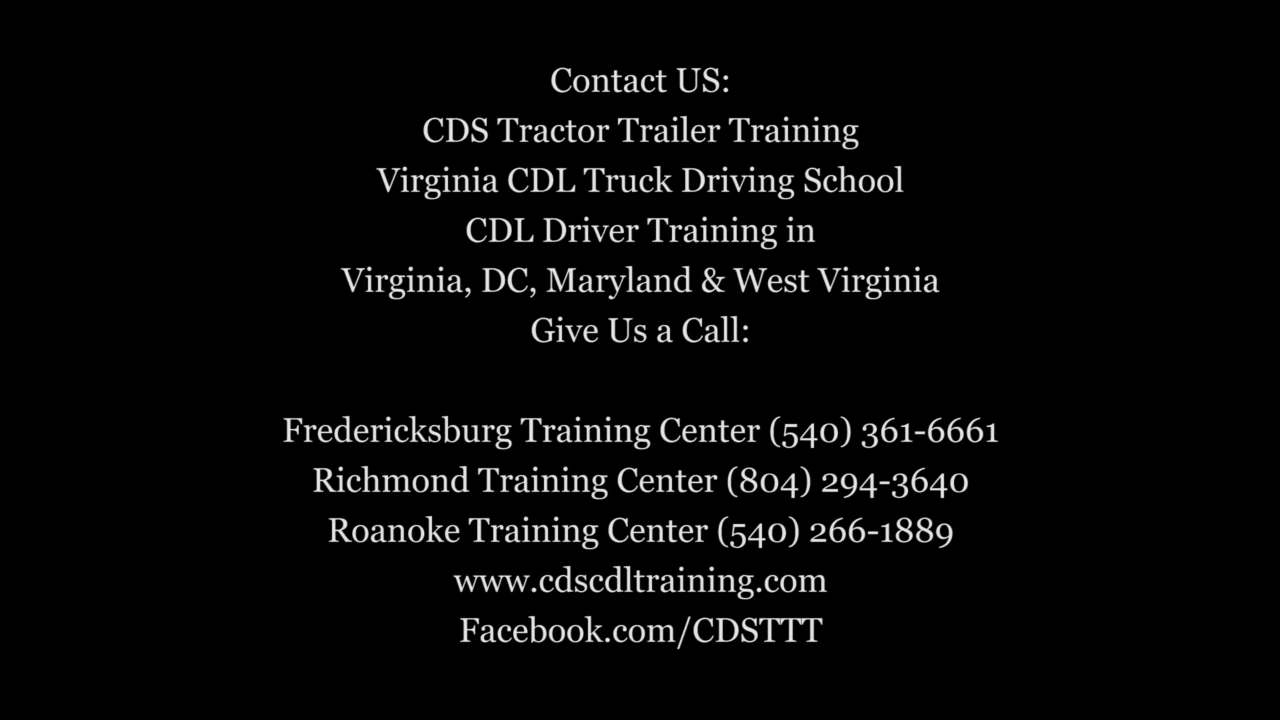 Contact US:
CDS Tractor Trailer Training
Virginia CDL Truck Driving School
CDL Driver Training in
Virginia, DC, Maryland & West Virginia
Give Us a Call:
Fredericksburg Training Center (540) 361-6661
Richmond Training Center (804) 294-3640
Roanoke Training Center (540) 266-1889
www.cdscdltraining.com
Facebook.com/CDSTTT